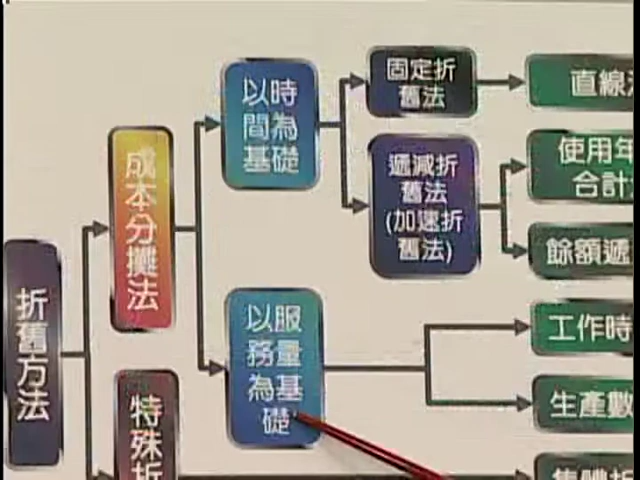 折舊方法
成本分攤法
特殊折
以時
間為
基礎
以服
務量
為基
礎
固定折
舊法
遞減折
舊法
(加速折
舊法)
直線
使用年
合計
餘額遞
工作時
生產數